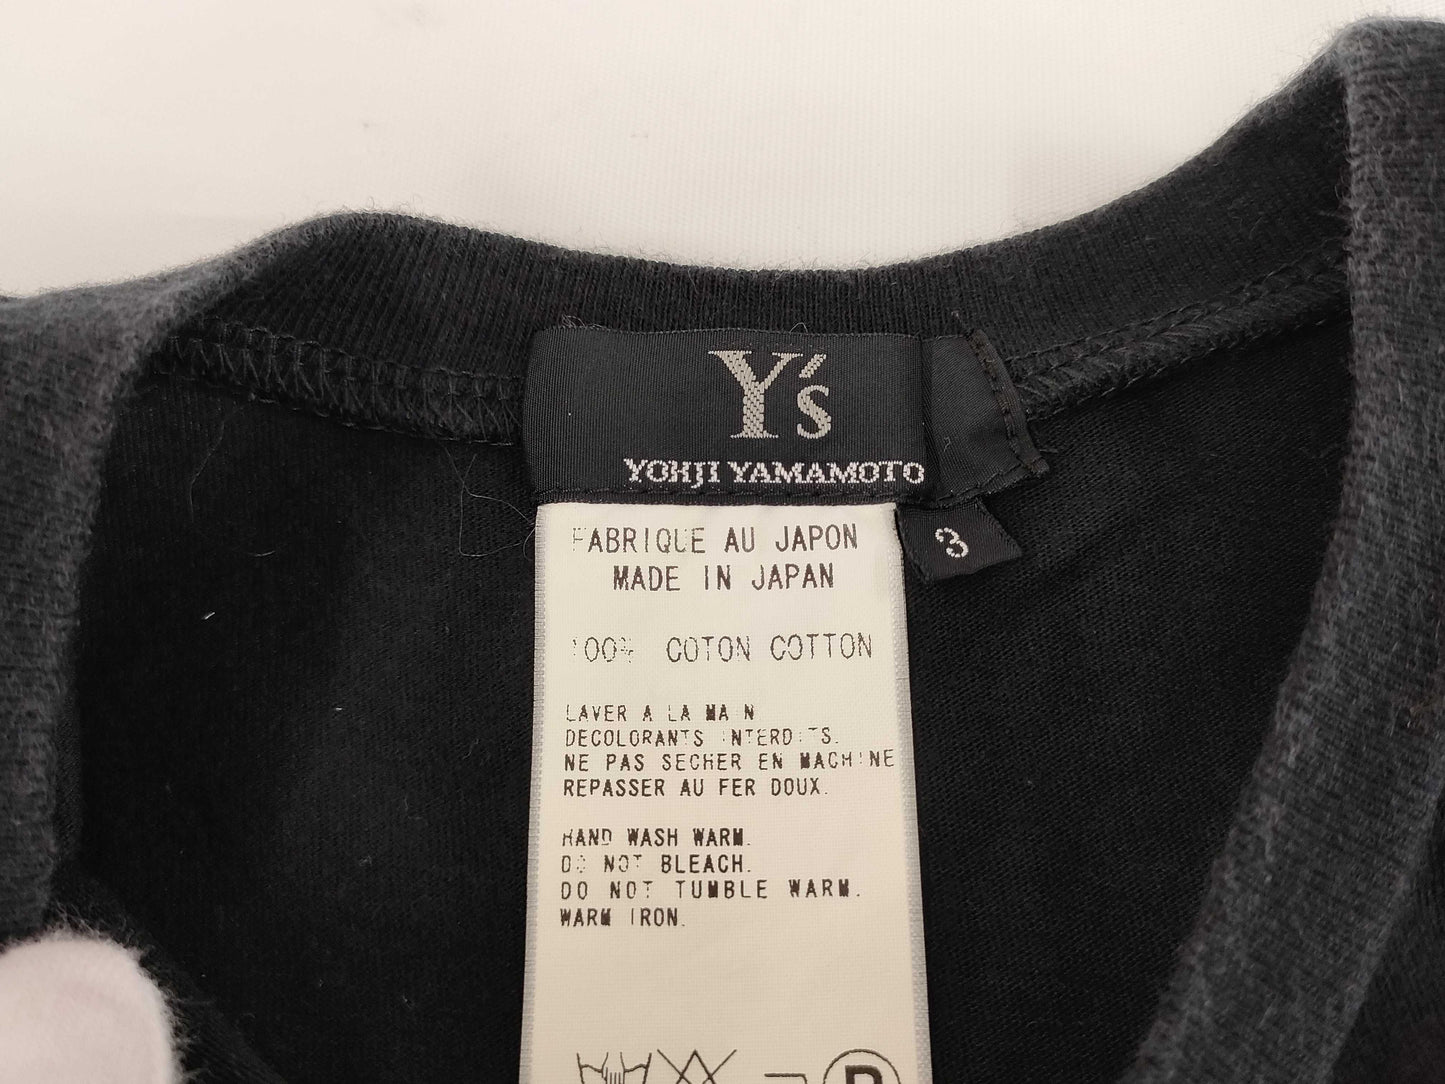 Y's
YOHJI YAMAMOTO
3
FABRIQUE AU JAPON
MADE IN JAPAN
100% COTON COTTON
LAVER A LA MAIN
DECOLORANTS INTERDITS.
NE PAS SECHER EN MACHINE
REPASSER AU FER DOUX.
HAND WASH WARM.
DO NOT BLEACH.
DO NOT TUMBLE WARM.
WARM IRON.
P